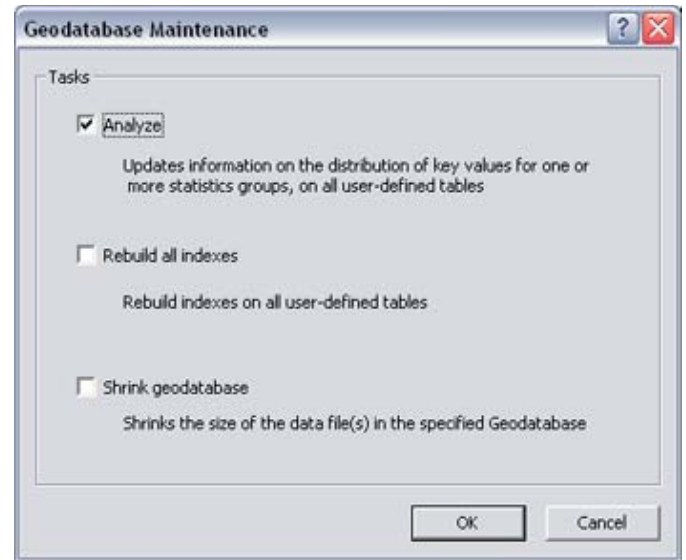 Geodatabase Maintenance
Tasks
Analyze
Updates information on the distribution of key values for one or
more statistics groups, on all user-defined tables
Rebuild all indexes
Rebuild indexes on all user-defined tables
Shrink geodatabase
Shrinks the size of the data file(s) in the specified Geodatabase
OK
Cancel